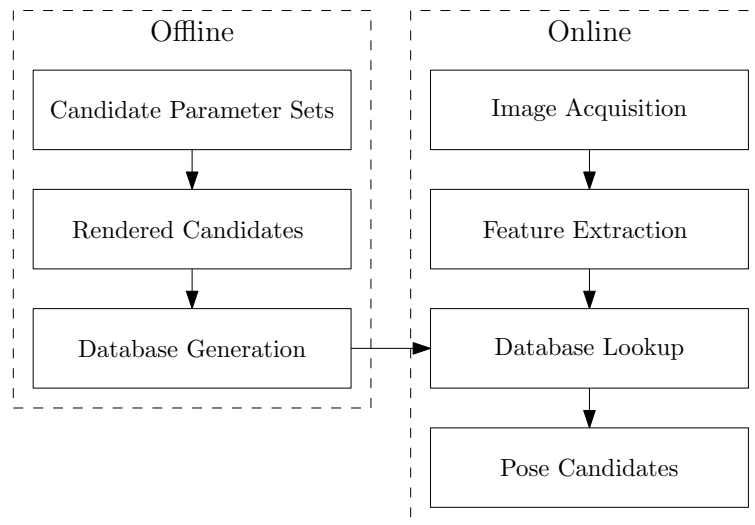 Offline
Candidate Parameter Sets
Rendered Candidates
Database Generation
Online
Image Acquisition
Feature Extraction
Database Lookup
Pose Candidates